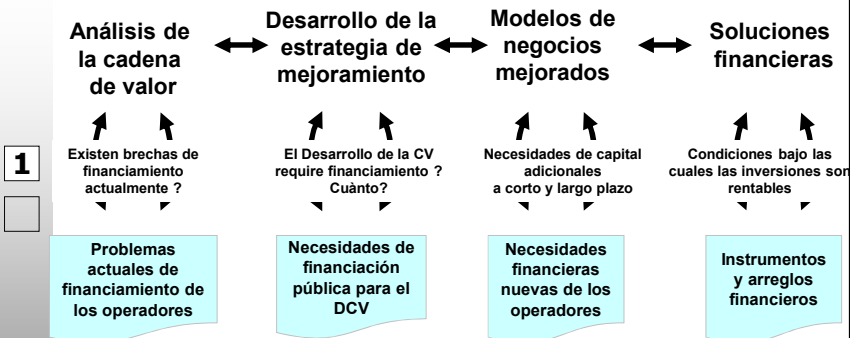 Análisis de
la cadena
de valor
Desarrollo de la
estrategia de
mejoramiento
Modelos de
negocios
mejorados
Soluciones
financieras
1
Existen brechas de
financiamiento
actualmente ?
El Desarrollo de la CV
require financiamiento ?
Cuànto?
Necesidades de capital
adicionales
a corto y largo plazo
Condiciones bajo las
cuales las inversiones son
rentables
Problemas
actuales de
financiamiento de
los operadores
Necesidades de
financiación
pública para el
DCV
Necesidades
financieras
nuevas de los
operadores
Instrumentos
y arreglos
financieros